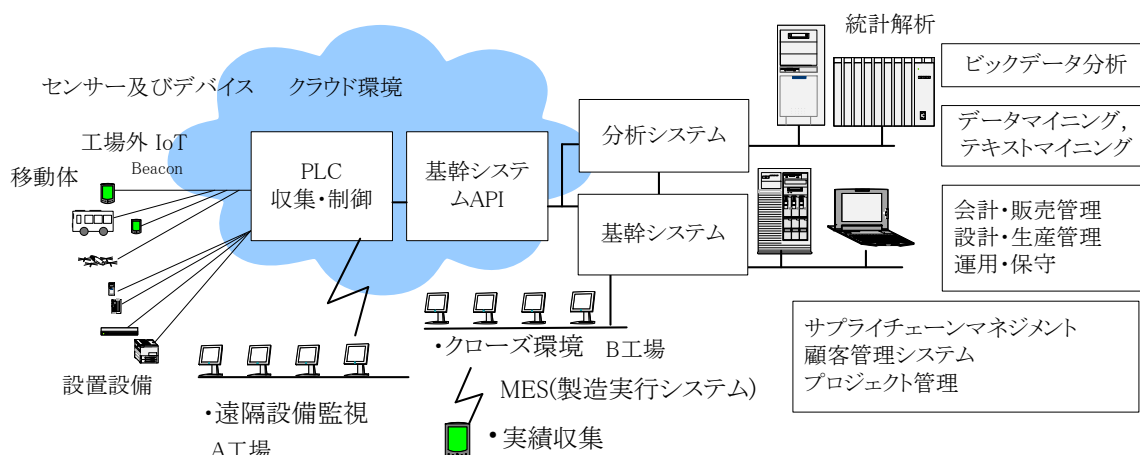 統計解析
ビックデータ分析
センサー及びデバイス
クラウド環境
工場外 IoT
Beacon
移動体
PLC
収集・制御
基幹システ
ムAPI
分析システム
データマイニング,
テキストマイニング
基幹システム
会計・販売管理
設計・生産管理
運用・保守
サプライチェーンマネジメント
顧客管理システム
プロジェクト管理
・クローズ環境
B工場
MES(製造実行システム)
設置設備
・遠隔設備監視
A工場
・実績収集